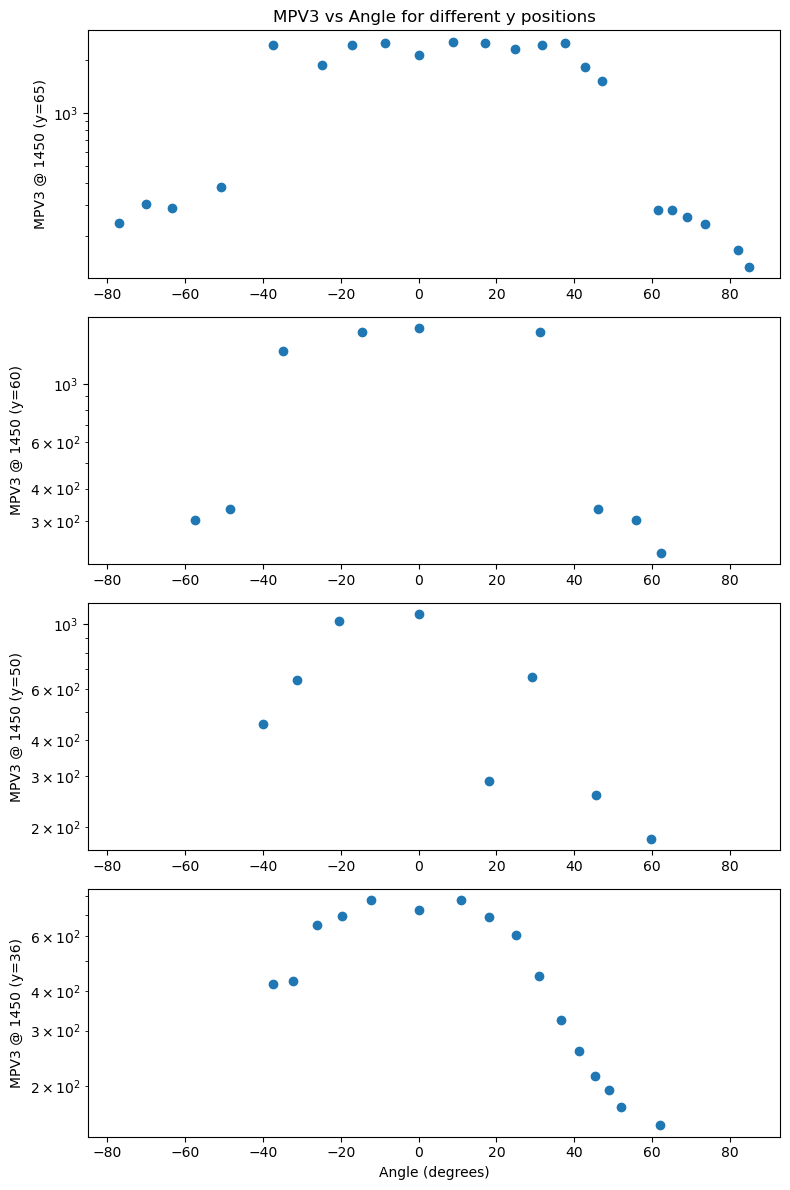 MPV3 vs Angle for different y positions
MPV3 @ 1450 (y=65)
10³
−80 −60 −40 −20 0 20 40 60 80
MPV3 @ 1450 (y=60)
10³
6 × 10²
4 × 10²
3 × 10²
−80 −60 −40 −20 0 20 40 60 80
MPV3 @ 1450 (y=50)
10³
6 × 10²
4 × 10²
3 × 10²
2 × 10²
−80 −60 −40 −20 0 20 40 60 80
MPV3 @ 1450 (y=36)
6 × 10²
4 × 10²
3 × 10²
2 × 10²
−80 −60 −40 −20 0 20 40 60 80
Angle (degrees)